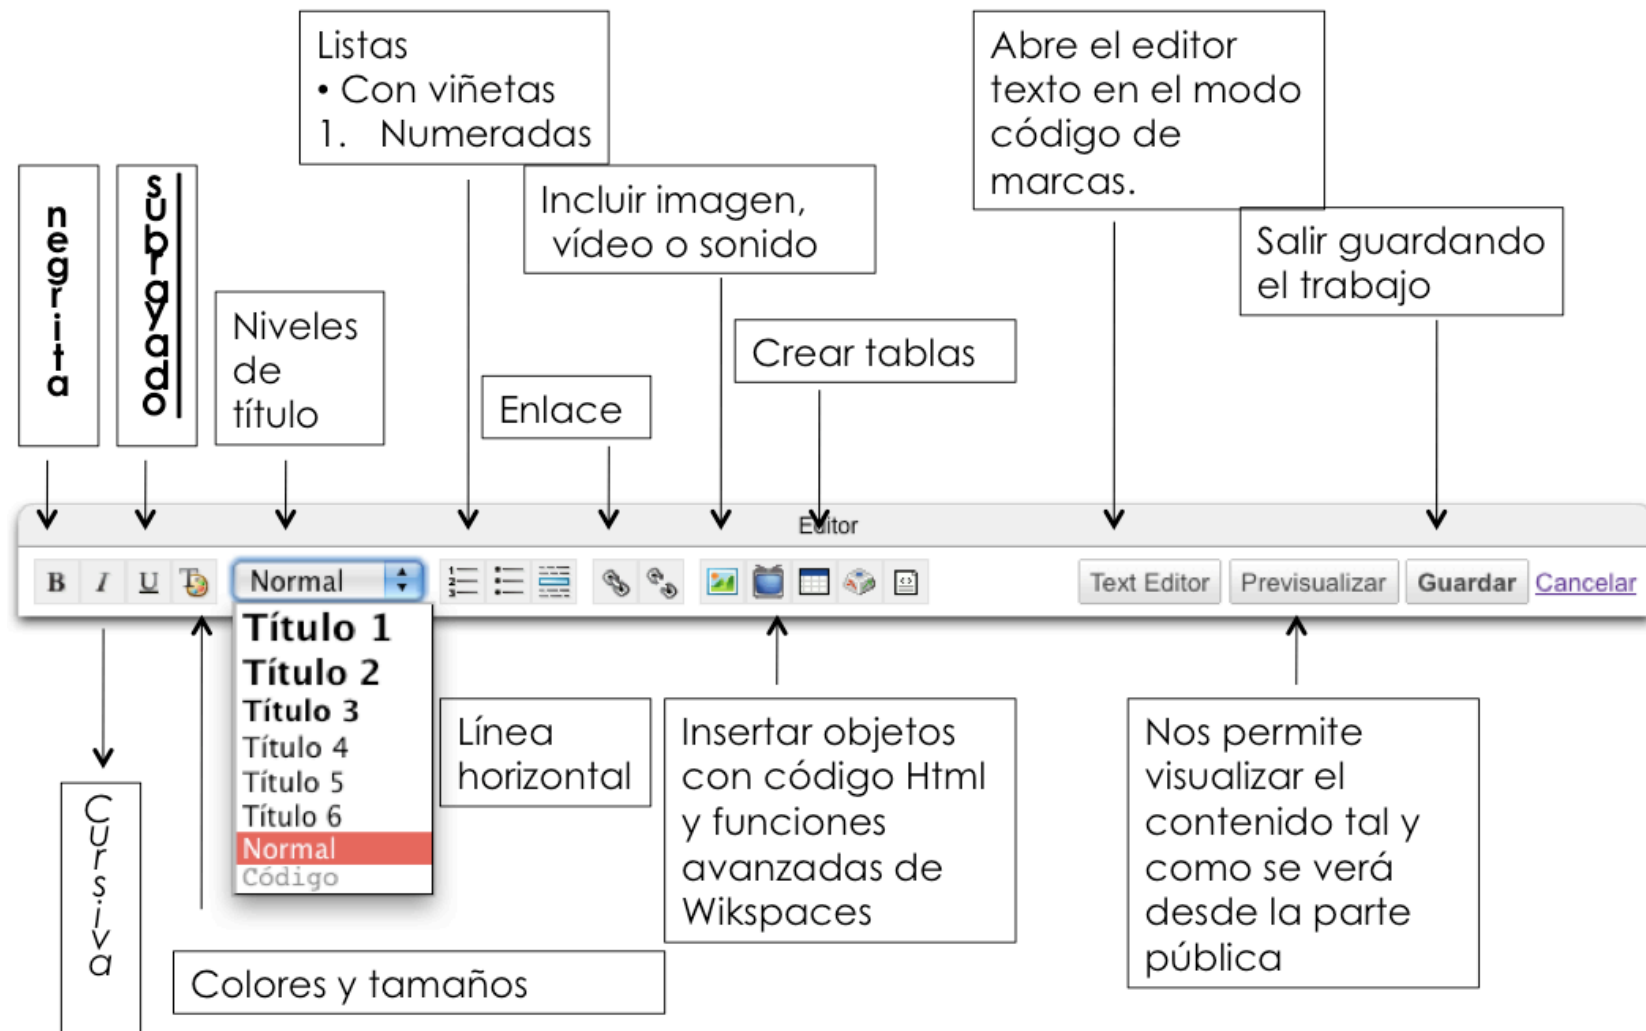 Listas
• Con viñetas
1. Numeradas
Abre el editor
texto en el modo
código de
marcas.
negrita
subrayado
Incluir imagen,
vídeo o sonido
Salir guardando
el trabajo
Niveles
de
título
Crear tablas
Enlace
Editor
B I U T Normal Text Editor Previsualizar Guardar Cancelar
Título 1
Título 2
Título 3
Título 4
Título 5
Título 6
Normal
Código
Línea
horizontal
Insertar objetos
con código Html
y funciones
avanzadas de
Wikspaces
Nos permite
visualizar el
contenido tal y
como se verá
desde la parte
pública
Cursiva
Colores y tamaños